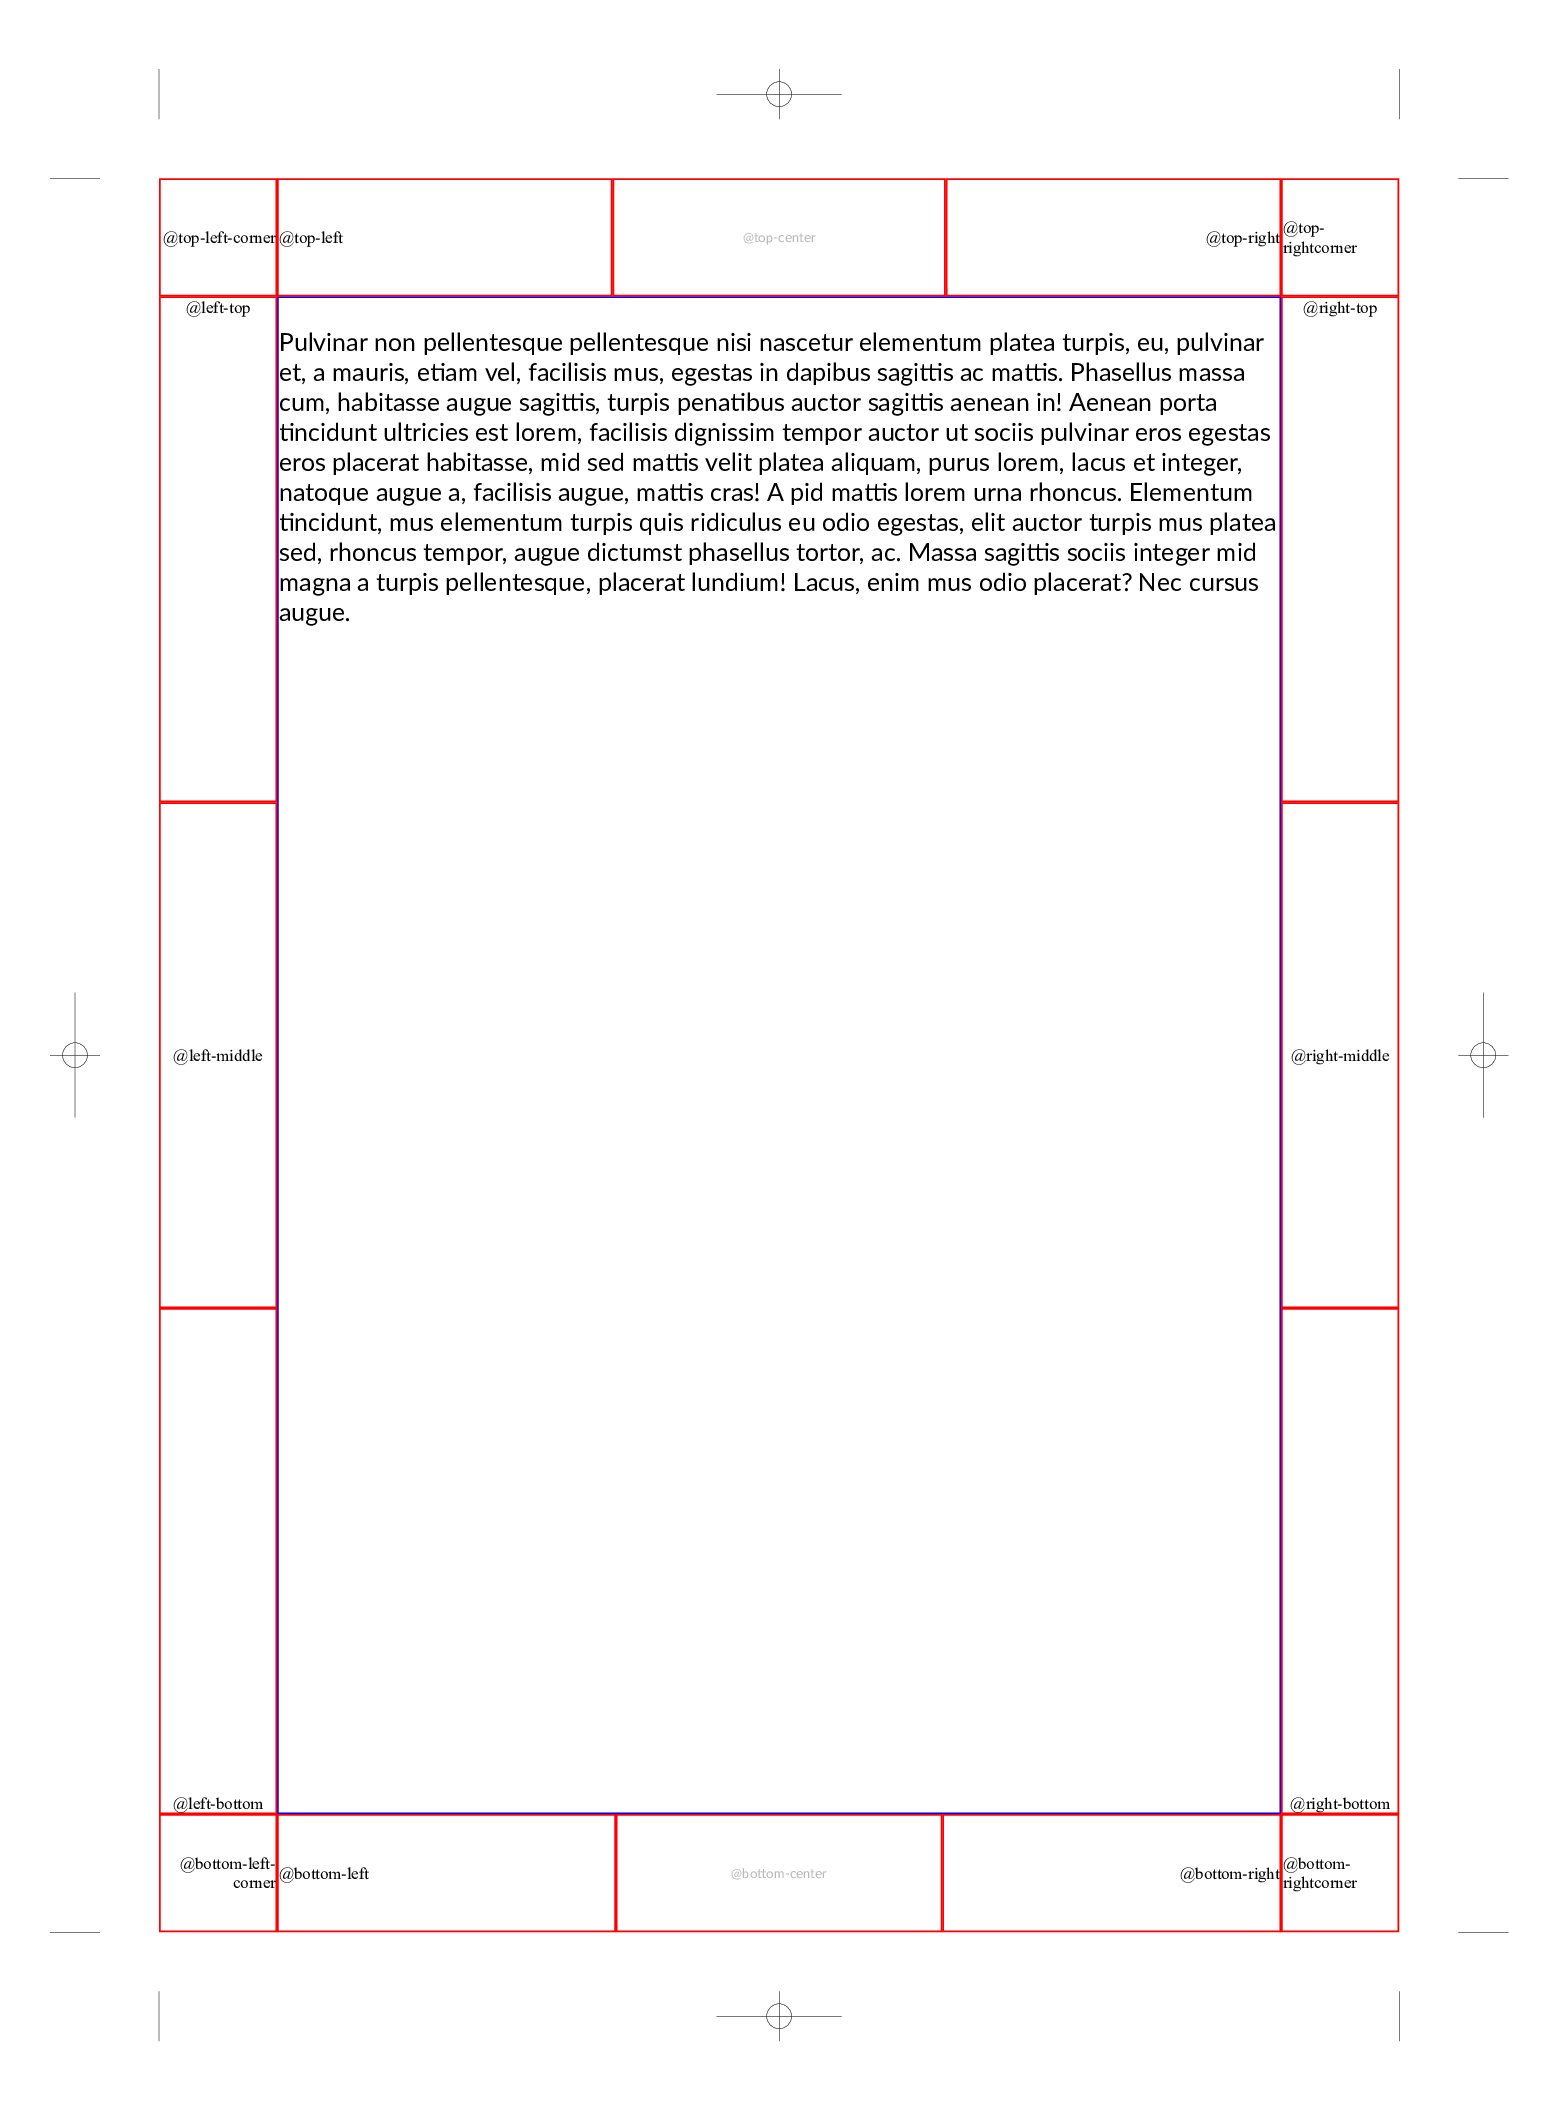 @top-left-corner
@top-left
@top-center
@top-right
@top-
rightcorner
@left-top
@right-top
Pulvinar non pellentesque pellentesque nisi nascetur elementum platea turpis, eu, pulvinar
et, a mauris, etiam vel, facilisis mus, egestas in dapibus sagittis ac mattis. Phasellus massa
cum, habitasse augue sagittis, turpis penatibus auctor sagittis aenean in! Aenean porta
tincidunt ultricies est lorem, facilisis dignissim tempor auctor ut sociis pulvinar eros egestas
eros placerat habitasse, mid sed mattis velit platea aliquam, purus lorem, lacus et integer,
natoque augue a, facilisis augue, mattis cras! A pid mattis lorem urna rhoncus. Elementum
tincidunt, mus elementum turpis quis ridiculus eu odio egestas, elit auctor turpis mus platea
sed, rhoncus tempor, augue dictumst phasellus tortor, ac. Massa sagittis sociis integer mid
magna a turpis pellentesque, placerat lundium! Lacus, enim mus odio placerat? Nec cursus
augue.
@left-middle
@right-middle
@left-bottom
@right-bottom
@bottom-left-
corner
@bottom-left
@bottom-center
@bottom-right
@bottom-
rightcorner